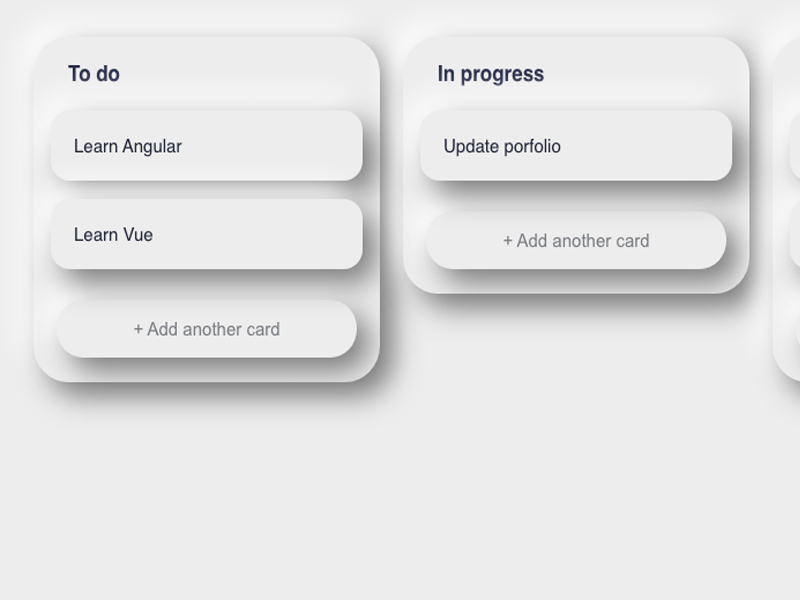 To do
Learn Angular
Learn Vue
+ Add another card
In progress
Update porfolio
+ Add another card